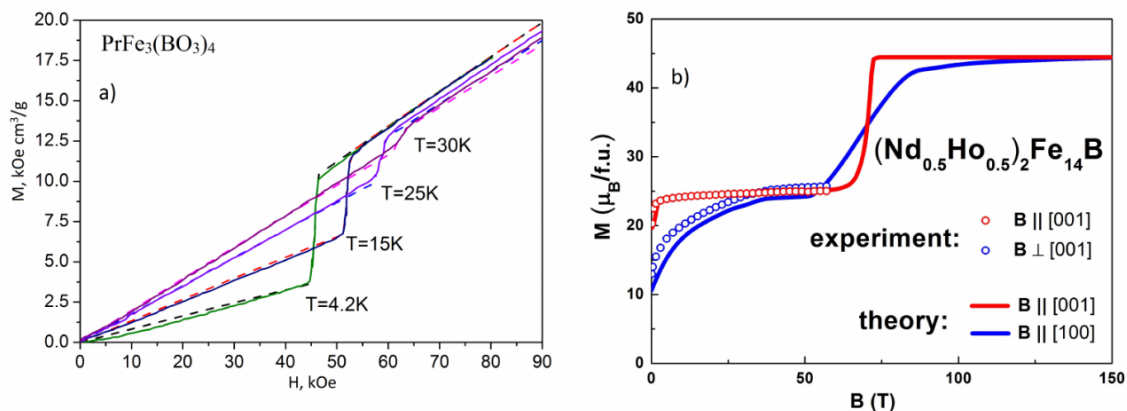 PrFe₃(BO₃)₄
a)
M, kOe cm³/g
20.0
17.5
15.0
12.5
10.0
7.5
5.0
2.5
0.0
T=30K
T=25K
T=15K
T=4.2K
0 10 20 30 40 50 60 70 80 90
H, kOe
b)
M (μB/f.u.)
50
40
30
20
10
0
(Nd₀.₅Ho₀.₅)₂Fe₁₄B
experiment:
B || [001]
B ⊥ [001]
theory:
B || [001]
B || [100]
0 50 100 150
B (T)